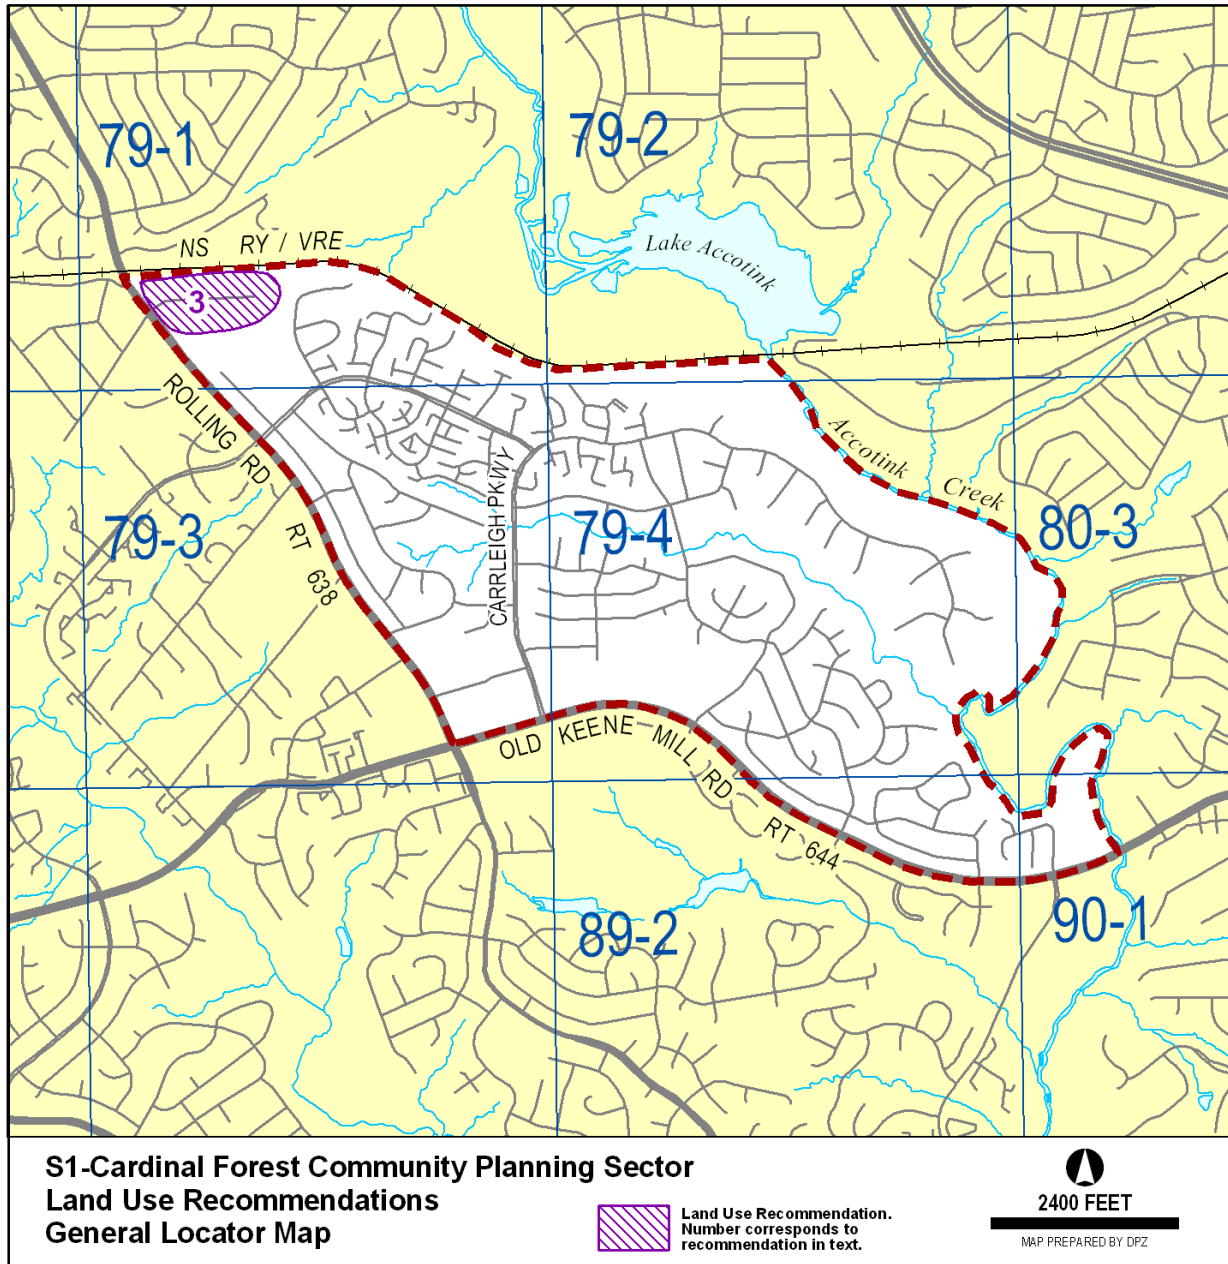 79-1
79-2
NS RY / VRE
Lake Accotink
3
ROLLING RD
RT 638
CARRLEIGH PKWY
Accotink Creek
79-3
79-4
80-3
OLD KEENE MILL RD
RT 644
89-2
90-1
S1-Cardinal Forest Community Planning Sector
Land Use Recommendations
General Locator Map
Land Use Recommendation.
Number corresponds to
recommendation in text.
2400 FEET
MAP PREPARED BY DPZ